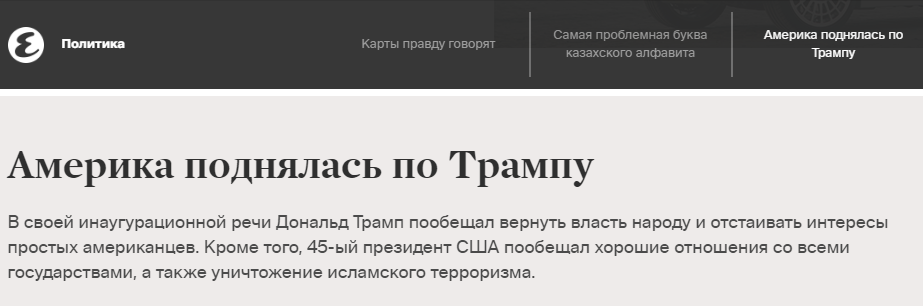 Политика
Карты правду говорят
Самая проблемная буква
казахского алфавита
Америка поднялась по
Трампу
Америка поднялась по Трампу
В своей инаугурационной речи Дональд Трамп пообещал вернуть власть народу и отстаивать интересы
простых американцев. Кроме того, 45-ый президент США пообещал хорошие отношения со всеми
государствами, а также уничтожение исламского терроризма.